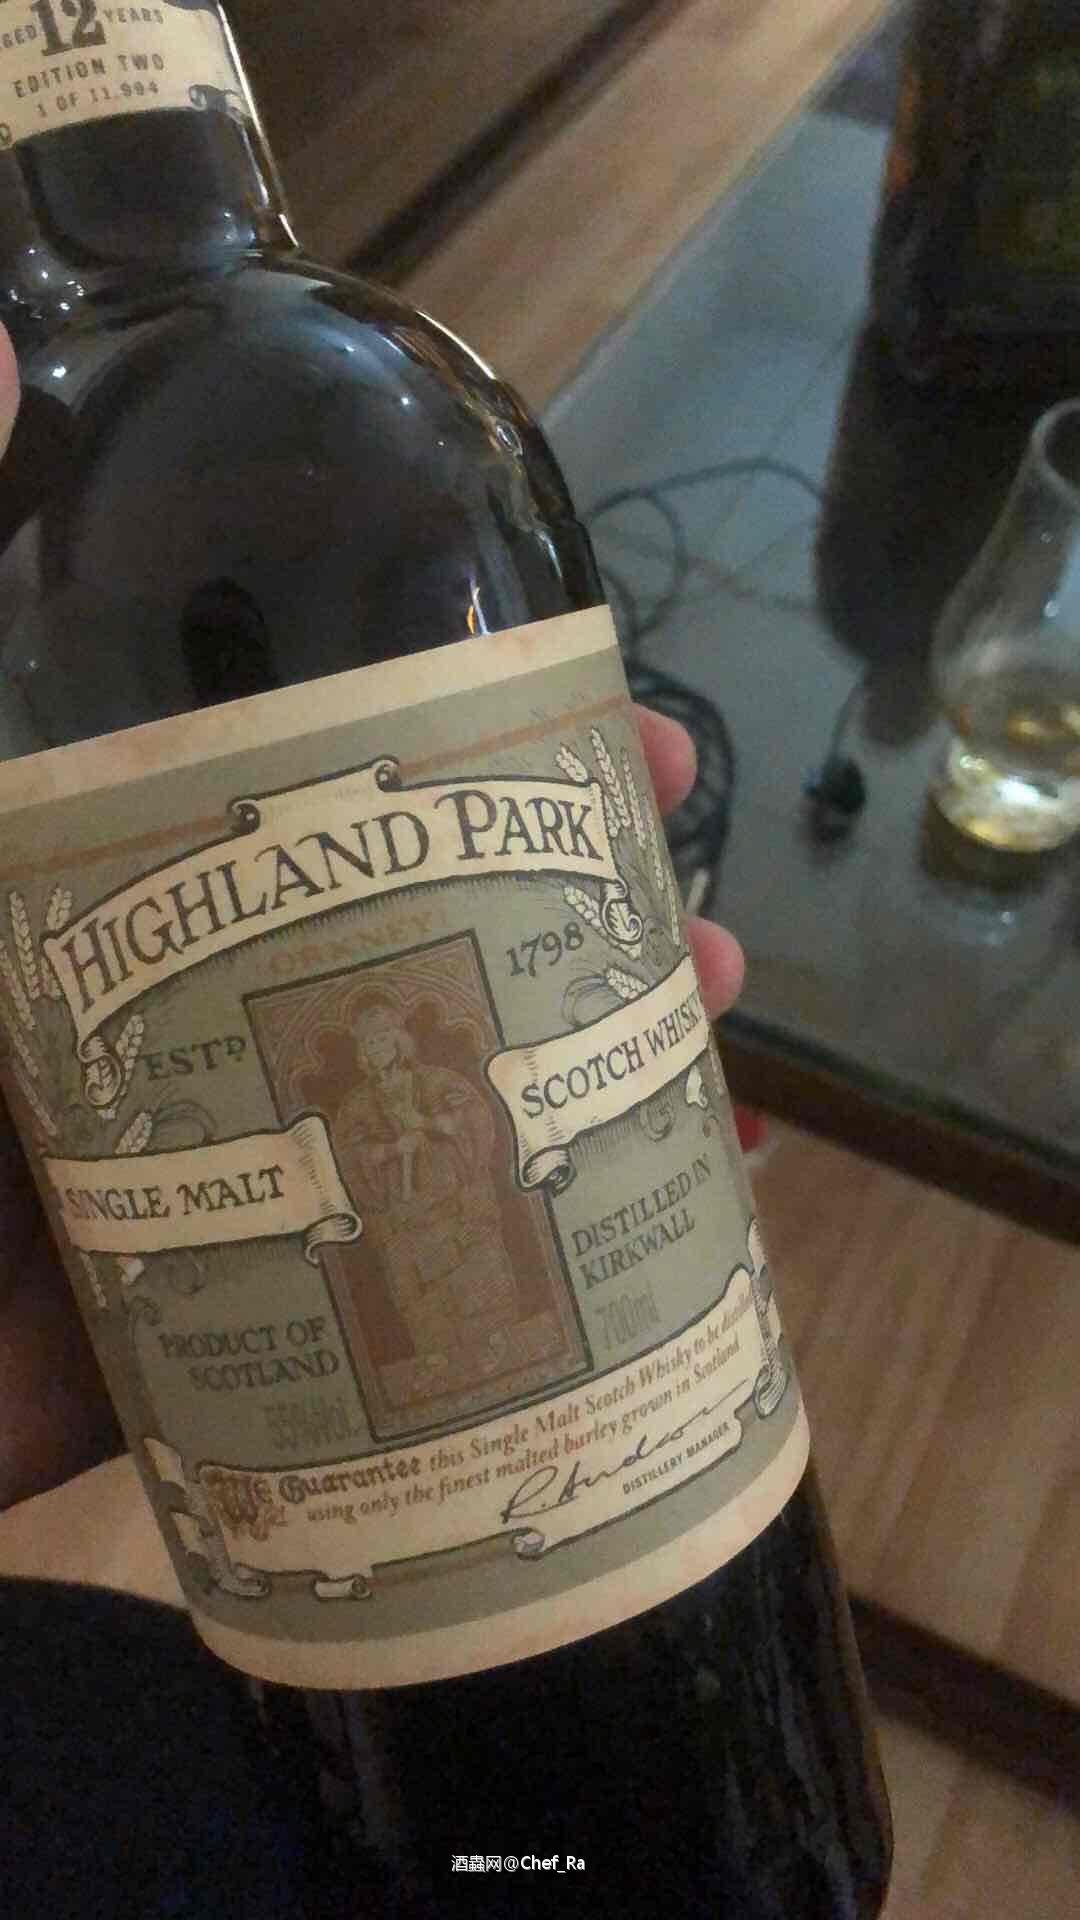 AGED 12 YEARS
EDITION TWO
1 OF 11,994
HIGHLAND PARK
ORKNEY
ESTD 1798
SINGLE MALT
SCOTCH WHISKY
DISTILLED IN
KIRKWALL
700ml
PRODUCT OF
SCOTLAND
55%Vol.
We Guarantee this Single Malt Scotch Whisky to be distilled
using only the finest malted barley grown in Scotland
DISTILLERY MANAGER
酒蟲网@Chef_Ra